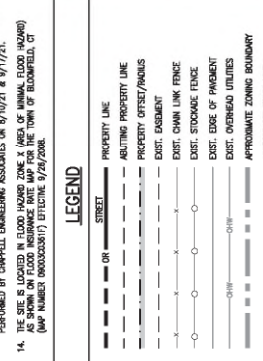 PERFORMED BY CHAPPELL ENGINEERING ASSOCIATES ON 8/10/21 & 9/17/21.
14. THE SITE IS LOCATED IN FLOOD HAZARD ZONE X (AREA OF MINIMAL FLOOD HAZARD)
AS SHOWN ON FLOOD INSURANCE RATE MAP FOR THE TOWN OF BLOOMFIELD, CT
(MAP NUMBER 09003C0351F) EFFECTIVE 9/26/2008.
LEGEND
STREET
OR
PROPERTY LINE
ABUTTING PROPERTY LINE
PROPERTY OFFSET/RADIUS
EXIST. EASEMENT
X X EXIST. CHAIN LINK FENCE
O O EXIST. STOCKADE FENCE
EXIST. EDGE OF PAVEMENT
OHW OHW EXIST. OVERHEAD UTILITIES
APPROXIMATE ZONING BOUNDARY